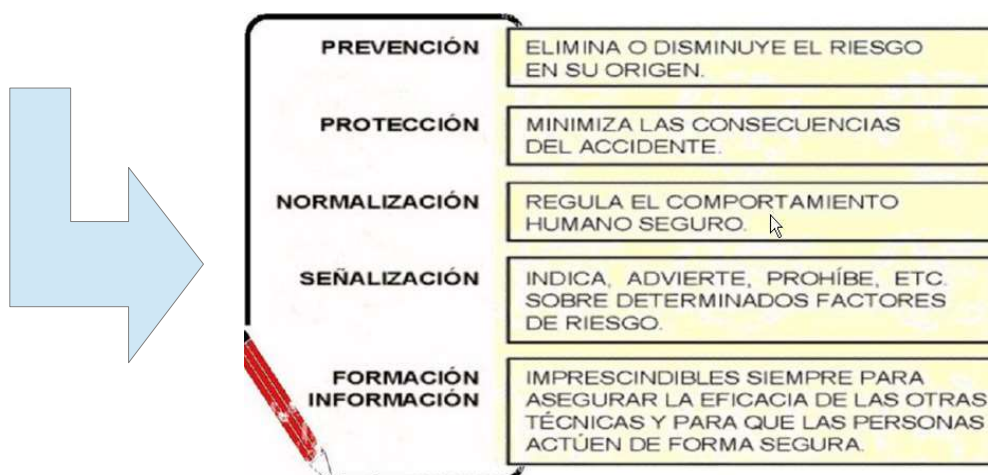 PREVENCIÓN
ELIMINA O DISMINUYE EL RIESGO
EN SU ORIGEN.
PROTECCIÓN
MINIMIZA LAS CONSECUENCIAS
DEL ACCIDENTE.
NORMALIZACIÓN
REGULA EL COMPORTAMIENTO
HUMANO SEGURO.
SEÑALIZACIÓN
INDICA, ADVIERTE, PROHÍBE, ETC.
SOBRE DETERMINADOS FACTORES
DE RIESGO.
FORMACIÓN
INFORMACIÓN
IMPRESCINDIBLES SIEMPRE PARA
ASEGURAR LA EFICACIA DE LAS OTRAS
TÉCNICAS Y PARA QUE LAS PERSONAS
ACTÚEN DE FORMA SEGURA.